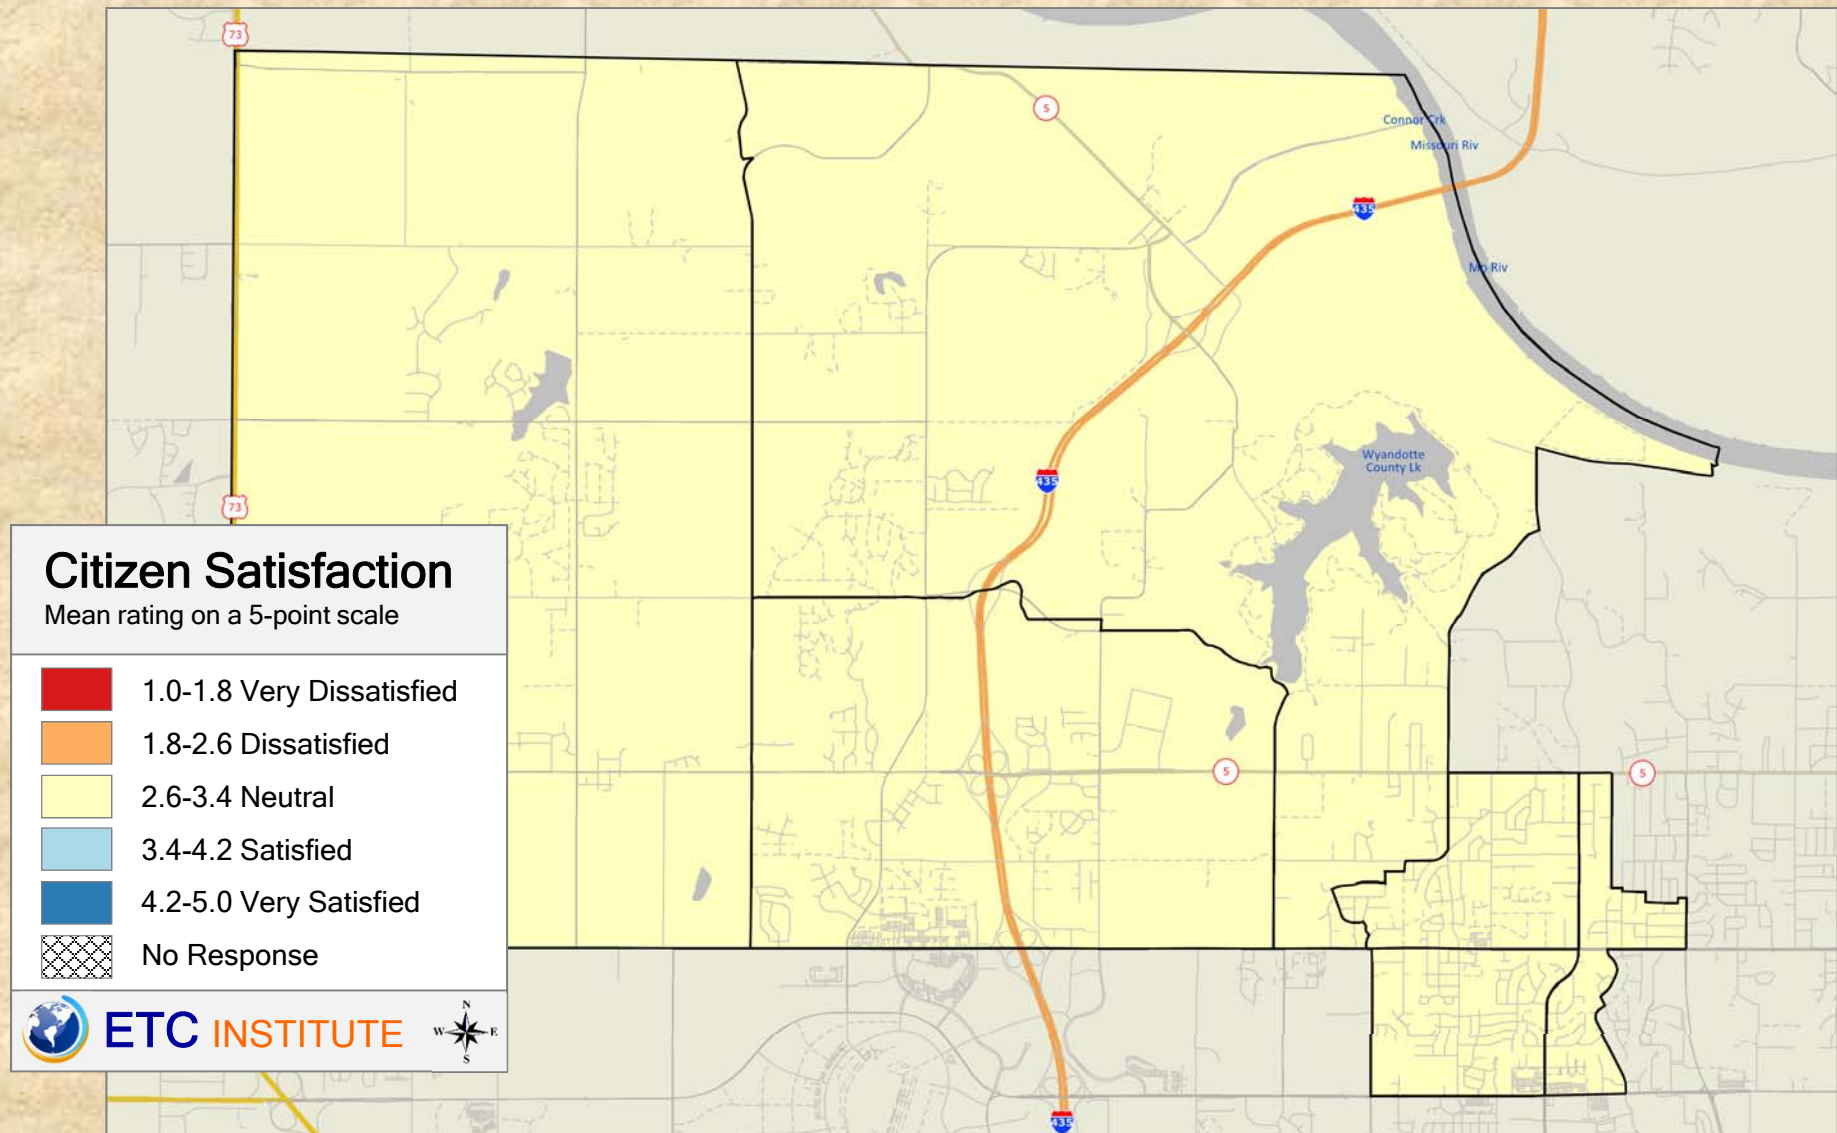 73
5
Connor Crk
Missouri Riv
435
Mo Riv
Wyandotte
County Lk
435
73
Citizen Satisfaction
Mean rating on a 5-point scale
1.0-1.8 Very Dissatisfied
1.8-2.6 Dissatisfied
2.6-3.4 Neutral
3.4-4.2 Satisfied
4.2-5.0 Very Satisfied
No Response
ETC INSTITUTE
N
W E
S
5
5
435